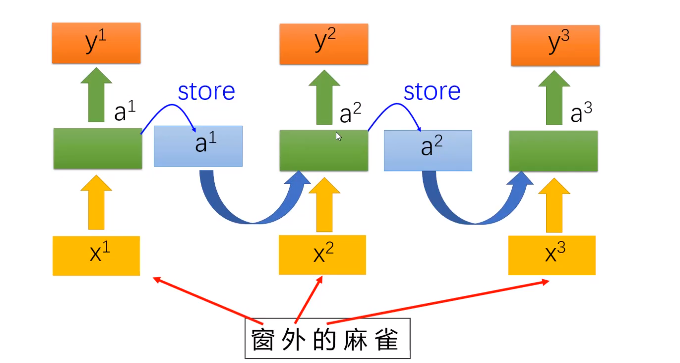 y¹ y² y³
store store
a¹ a² a³
a¹ a²
x¹ x² x³
窗外的麻雀